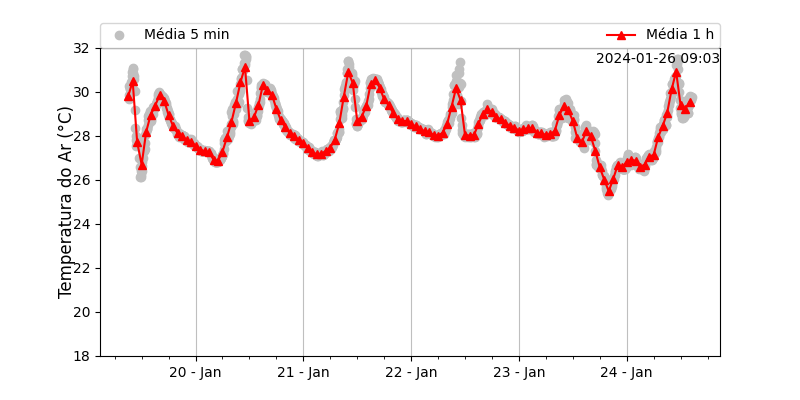 Média 5 min
Média 1 h
2024-01-26 09:03
Temperatura do Ar (°C)
32
30
28
26
24
22
20
18
20 - Jan
21 - Jan
22 - Jan
23 - Jan
24 - Jan